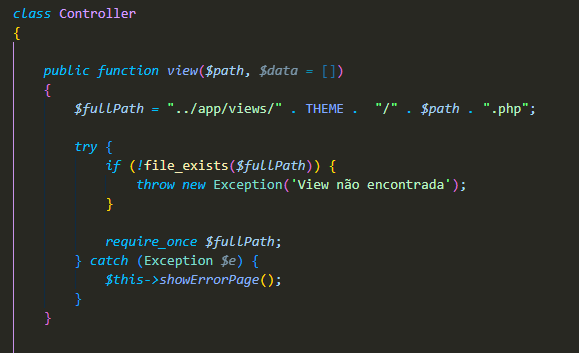 class Controller
{
    public function view($path, $data = [])
    {
        $fullPath = "../app/views/" . THEME .  "/" . $path . ".php";
        try {
            if (!file_exists($fullPath)) {
                throw new Exception('View não encontrada');
            }
            require_once $fullPath;
        } catch (Exception $e) {
            $this->showErrorPage();
        }
    }